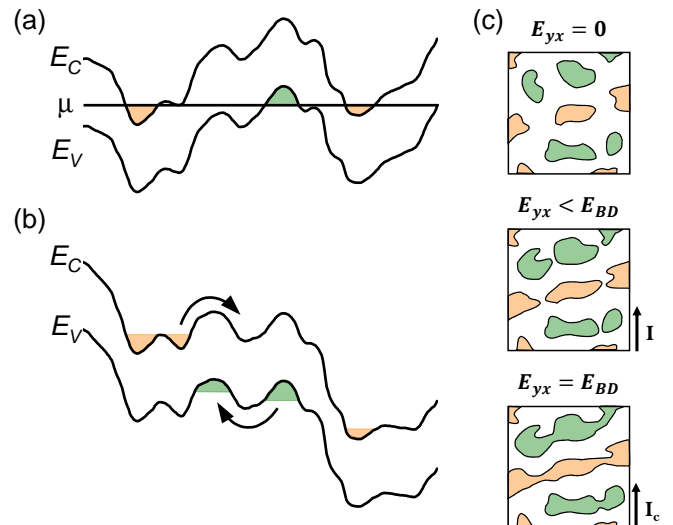 (a)
E_C
μ
E_V
(b)
E_C
E_V
(c)
E_yx = 0
E_yx < E_BD
I
E_yx = E_BD
I_c